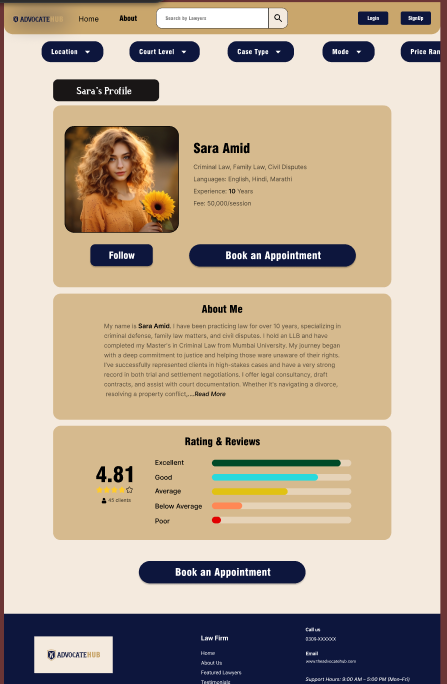 ADVOCATEHUB
Home
About
Search by Lawyers
Login
SignUp
Location
Court Level
Case Type
Mode
Price Ran
Sara's Profile
Sara Amid
Criminal Law, Family Law, Civil Disputes
Languages: English, Hindi, Marathi
Experience: 10 Years
Fee: 50,000/session
Follow
Book an Appointment
About Me
My name is Sara Amid. I have been practicing law for over 10 years, specializing in
criminal defense, family law matters, and civil disputes. I hold an LLB and have
completed my Master's in Criminal Law from Mumbai University. My journey began
with a deep commitment to justice and helping those ware unaware of their rights.
I've successfully represented clients in high-stakes cases and have a very strong
record in both trial and settlement negotiations. I offer legal consultancy, draft
contracts, and assist with court documentation. Whether it's navigating a divorce,
resolving a property conflict,...Read More
Rating & Reviews
4.81
45 clients
Excellent
Good
Average
Below Average
Poor
Book an Appointment
ADVOCATEHUB
Law Firm
Home
About Us
Featured Lawyers
Testimonials
Call us
0309-XXXXXX
Email
www.theadvocatehub.com
Support Hours: 9:00 AM – 5:00 PM (Mon–Fri)